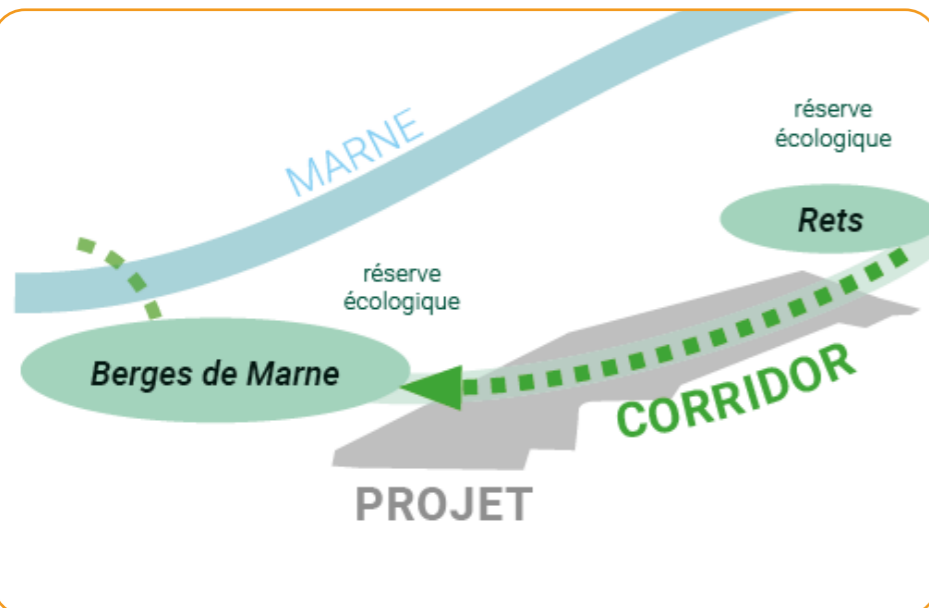 MARNE
réserve
écologique
Rets
réserve
écologique
Berges de Marne
CORRIDOR
PROJET